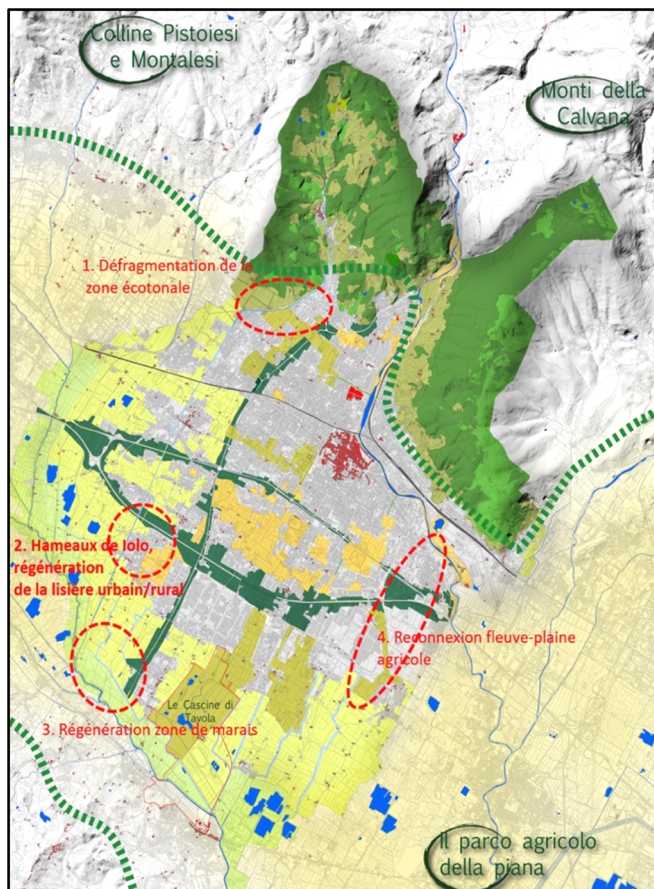 Colline Pistoiesi
e Montalesi
Monti della
Calvana
1. Défragmentation de la
zone écotonale
2. Hameaux de Iolo,
régénération
de la lisière urbain/rural
4. Reconnexion fleuve-plaine
agricole
Le Cascine di
Tavola
3. Régénération zone de marais
Il parco agricolo
della piana